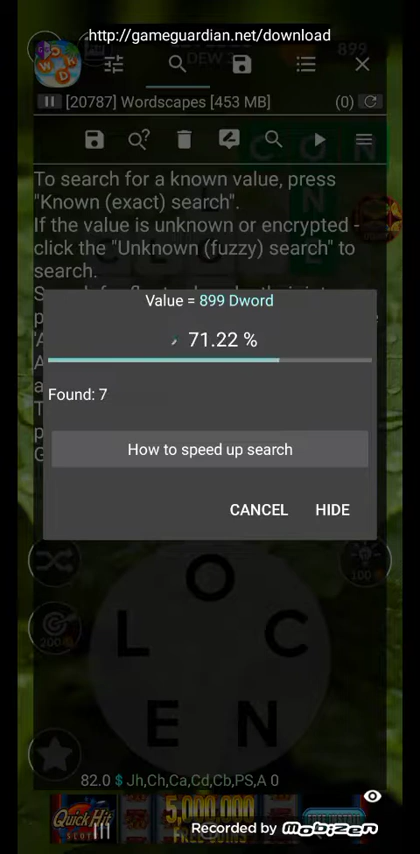 http://gameguardian.net/download
899
[20787] Wordscapes [453 MB]
(0)
To search for a known value, press
"Known (exact) search".
If the value is unknown or encrypted -
click the "Unknown (fuzzy) search" to
search.
Value = 899 Dword
71.22 %
Found: 7
How to speed up search
CANCEL
HIDE
O
L
C
E
N
100
200
82.0 $ Jh,Ch,Ca,Cd,Cb,PS,A 0
Quick Hit
SLOTS
5,000,000
FREE COINS
Recorded by Mobizen